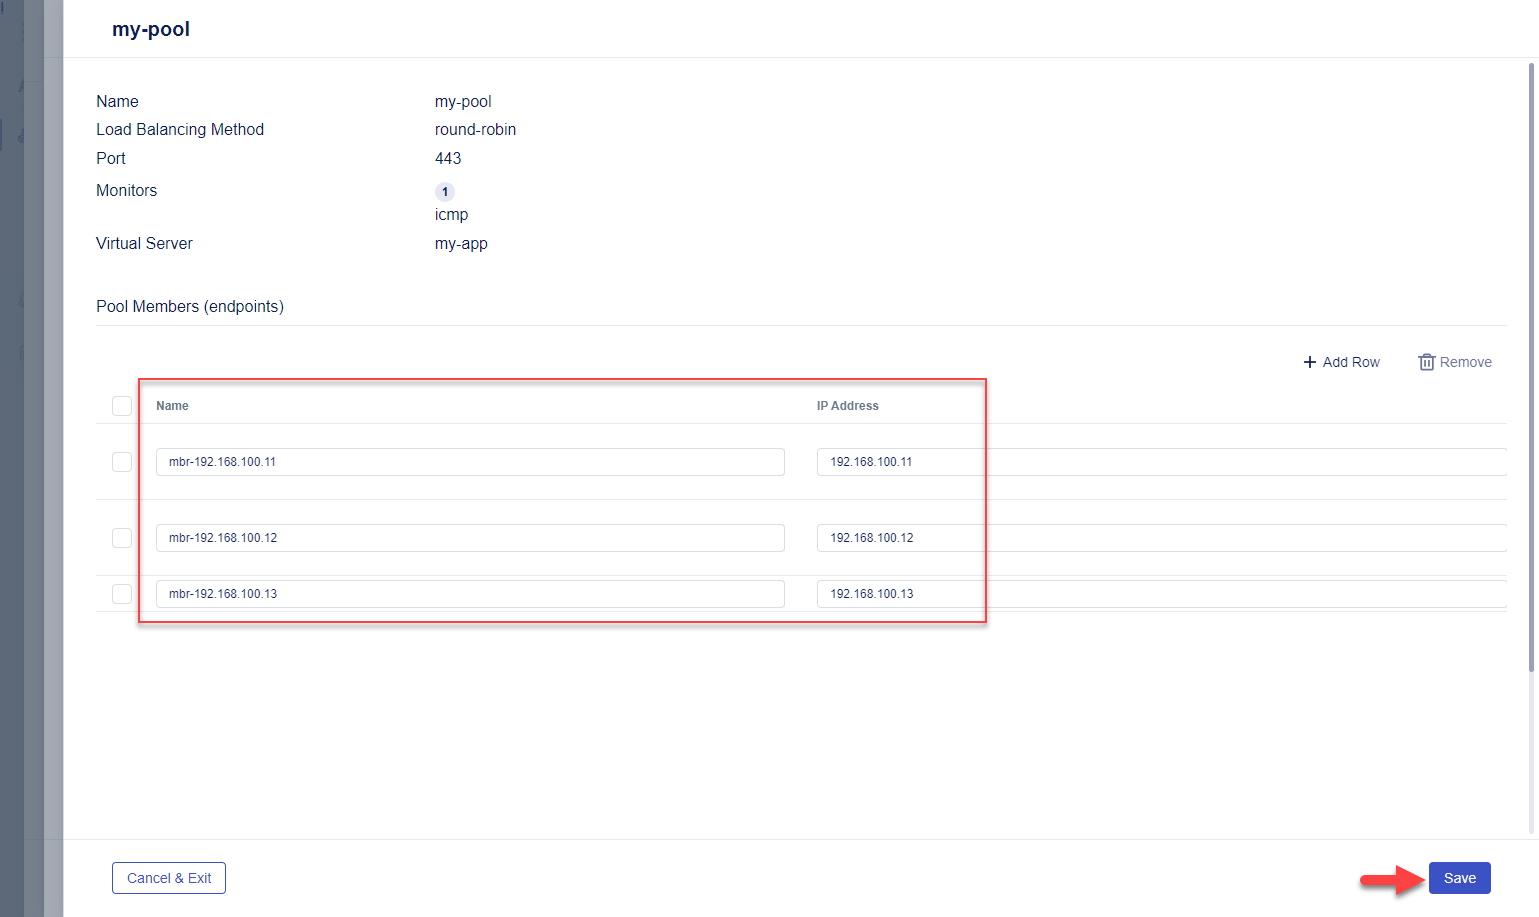 my-pool
Name my-pool
Load Balancing Method round-robin
Port 443
Monitors 1
icmp
Virtual Server my-app
Pool Members (endpoints)
Add Row Remove
Name IP Address
mbr-192.168.100.11 192.168.100.11
mbr-192.168.100.12 192.168.100.12
mbr-192.168.100.13 192.168.100.13
Cancel & Exit Save